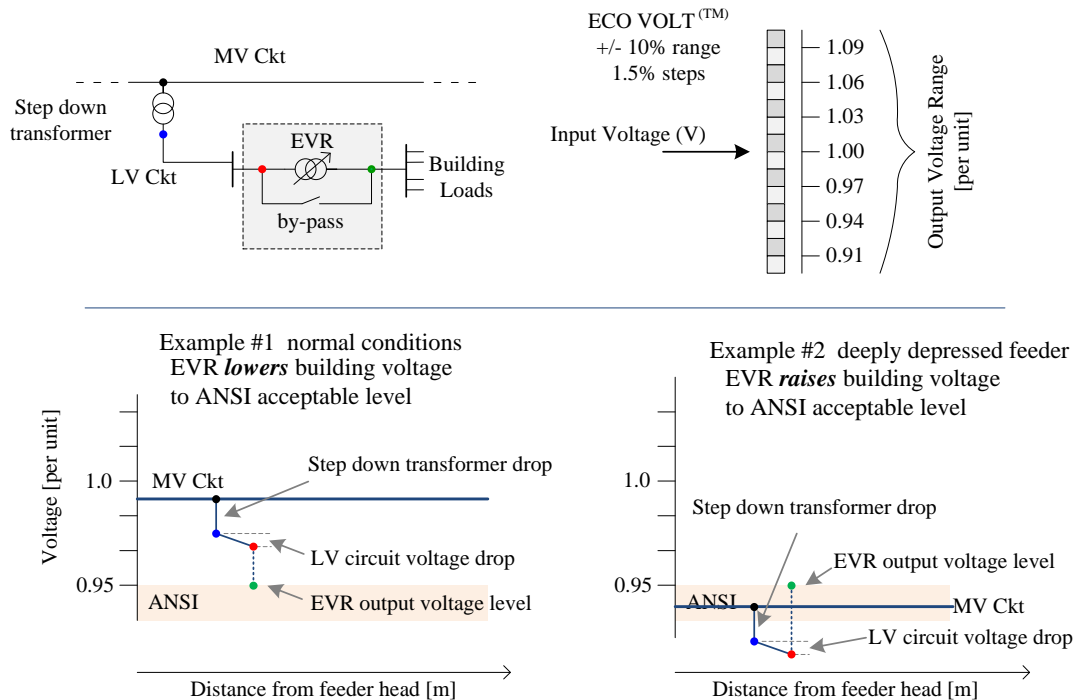 MV Ckt
Step down
transformer
LV Ckt
EVR
by-pass
Building
Loads
ECO VOLT (TM)
+/- 10% range
1.5% steps
Input Voltage (V)
1.09
1.06
1.03
1.00
0.97
0.94
0.91
Output Voltage Range
[per unit]
Example #1 normal conditions
EVR lowers building voltage
to ANSI acceptable level
Voltage [per unit]
1.0
0.95
MV Ckt
Step down transformer drop
LV circuit voltage drop
ANSI
EVR output voltage level
Distance from feeder head [m]
Example #2 deeply depressed feeder
EVR raises building voltage
to ANSI acceptable level
1.0
0.95
Step down transformer drop
EVR output voltage level
ANSI
MV Ckt
LV circuit voltage drop
Distance from feeder head [m]